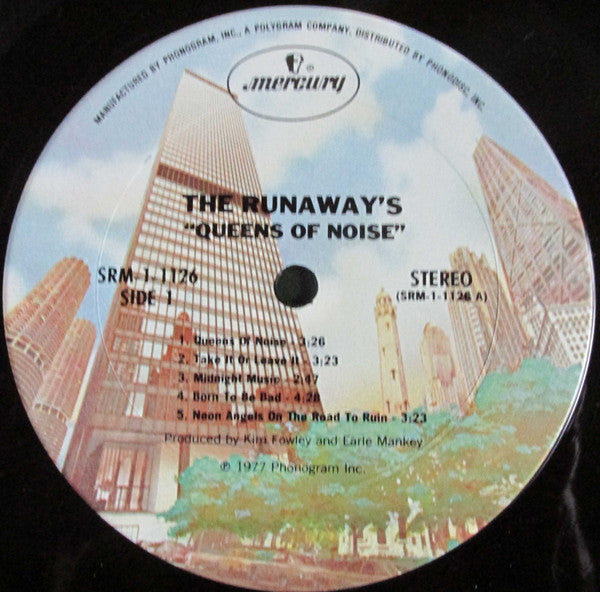 MANUFACTURED BY PHONOGRAM, INC., A POLYGRAM COMPANY, DISTRIBUTED BY PHONODISC, INC.
mercury
THE RUNAWAY'S
"QUEENS OF NOISE"
SRM-1-1126
SIDE 1
STEREO
(SRM-1-1126 A)
1. Queens Of Noise - 3:26
2. Take It Or Leave It - 3:23
3. Midnight Music - 2:47
4. Born To Be Bad - 4:28
5. Neon Angels On The Road To Ruin - 3:23
Produced by Kim Fowley and Earle Mankey
℗ 1977 Phonogram Inc.